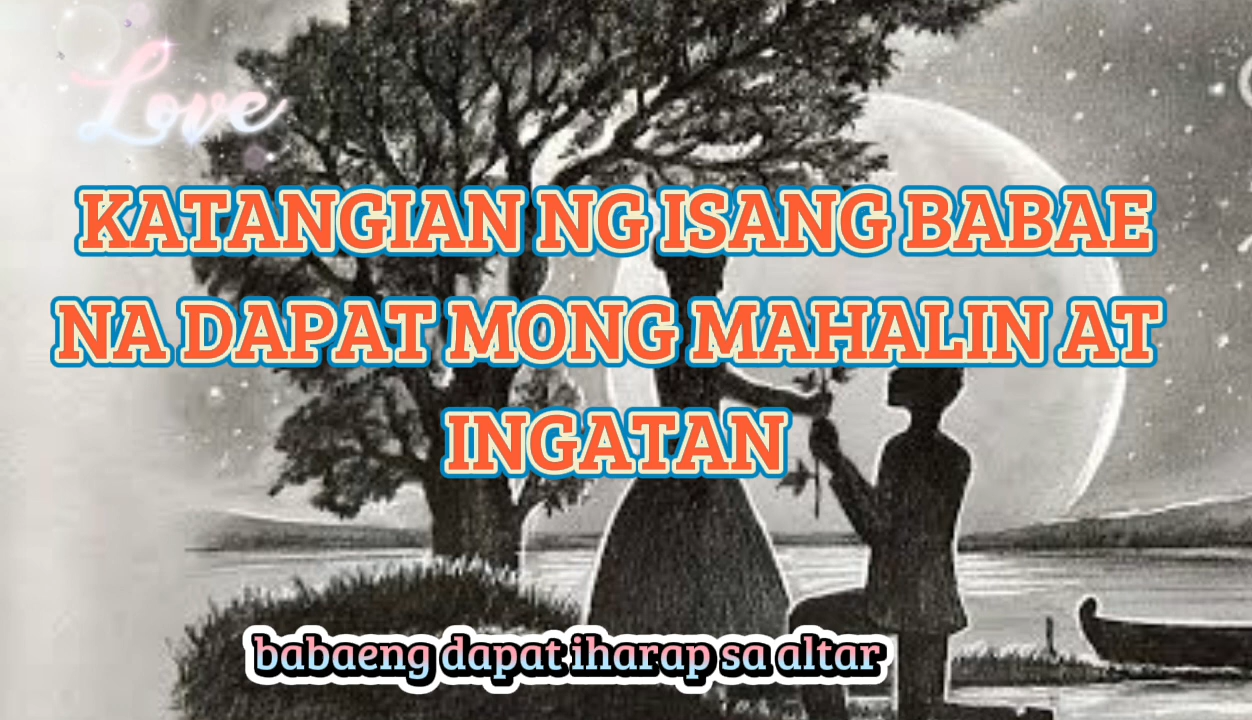 Love
KATANGIAN NG ISANG BABAE
NA DAPAT MONG MAHALIN AT
INGATAN
babaeng dapat iharap sa altar